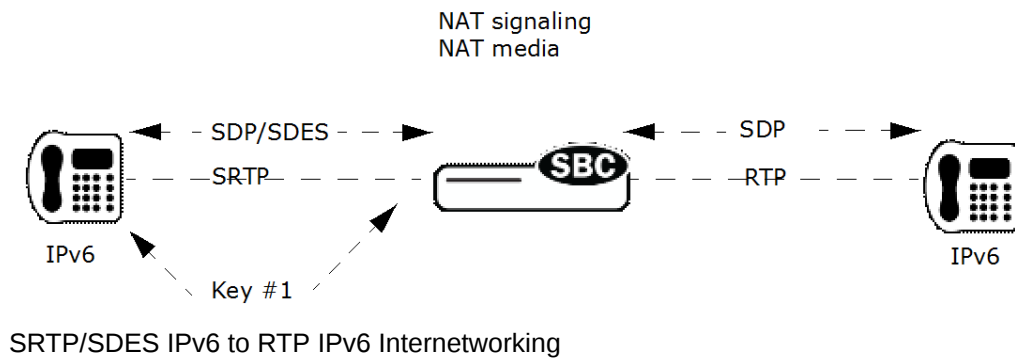 NAT signaling
NAT media
SDP/SDES
SDP
SRTP
SBC
RTP
IPv6
IPv6
Key #1
SRTP/SDES IPv6 to RTP IPv6 Internetworking